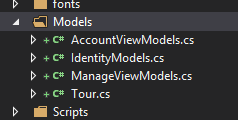 fonts
Models
+ C# AccountViewModels.cs
+ C# IdentityModels.cs
+ C# ManageViewModels.cs
+ C# Tour.cs
Scripts